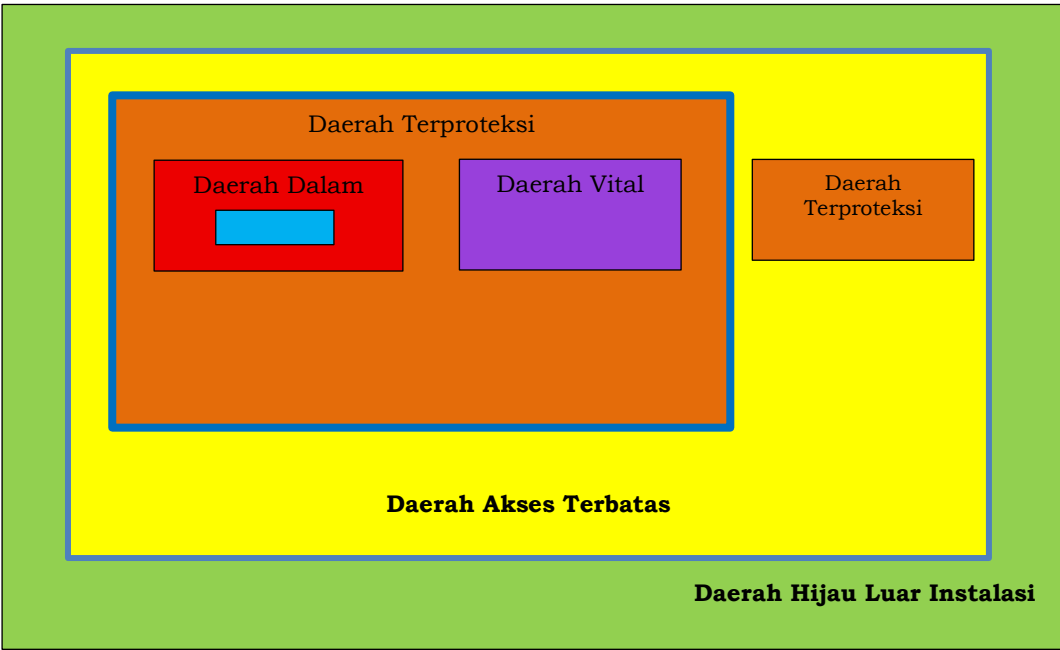 Daerah Terproteksi
Daerah Dalam
Daerah Vital
Daerah
Terproteksi
Daerah Akses Terbatas
Daerah Hijau Luar Instalasi